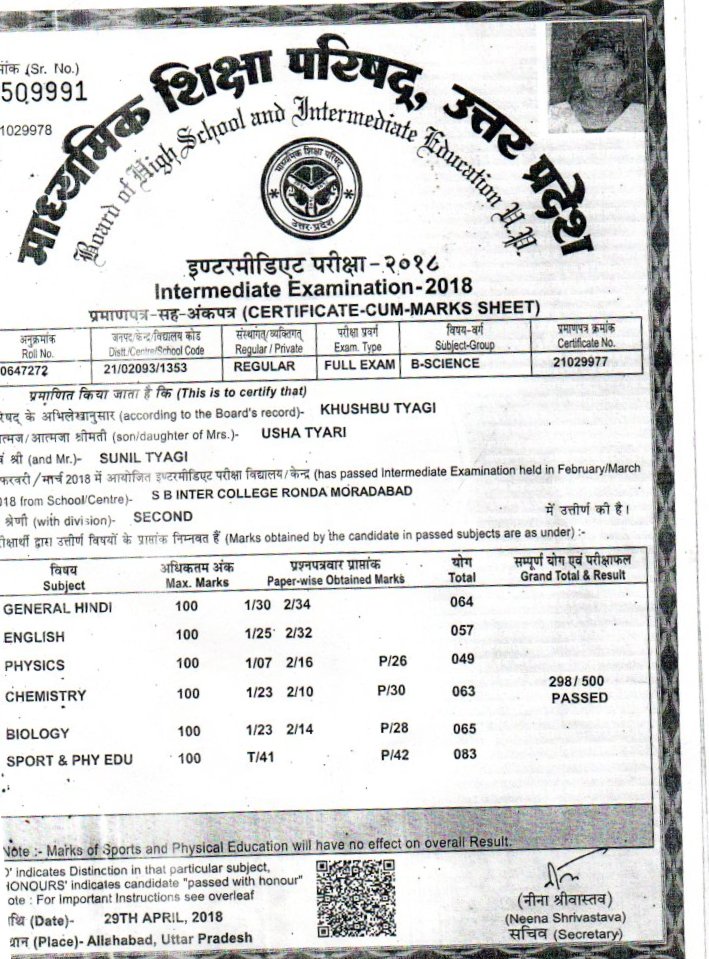 मांक (Sr. No.)
509991
1029978
माध्यमिक शिक्षा परिषद्, उत्तर प्रदेश
Board of High School and Intermediate Education U.P.
माध्यमिक शिक्षा परिषद
उत्तर-प्रदेश
इण्टरमीडिएट परीक्षा-२०१८
Intermediate Examination-2018
प्रमाणपत्र-सह-अंकपत्र (CERTIFICATE-CUM-MARKS SHEET)
अनुक्रमांक जनपद/केन्द्र/विद्यालय कोड संस्थागत/व्यक्तिगत परीक्षा प्रवर्ग विषय-वर्ग प्रमाणपत्र क्रमांक
Roll No. Distt./Centre/School Code Regular / Private Exam. Type Subject-Group Certificate No.
0647272 21/02093/1353 REGULAR FULL EXAM B-SCIENCE 21029977
प्रमाणित किया जाता है कि (This is to certify that)
रिषद् के अभिलेखानुसार (according to the Board's record)- KHUSHBU TYAGI
त्मज/आत्मजा श्रीमती (son/daughter of Mrs.)- USHA TYARI
वं श्री (and Mr.)- SUNIL TYAGI
फरवरी/मार्च 2018 में आयोजित इण्टरमीडिएट परीक्षा विद्यालय/केन्द्र (has passed Intermediate Examination held in February/March
018 from School/Centre)- S B INTER COLLEGE RONDA MORADABAD
श्रेणी (with division)- SECOND में उत्तीर्ण की है।
रीक्षार्थी द्वारा उत्तीर्ण विषयों के प्राप्तांक निम्नवत हैं (Marks obtained by the candidate in passed subjects are as under) :-
विषय अधिकतम अंक प्रश्नपत्रवार प्राप्तांक योग सम्पूर्ण योग एवं परीक्षाफल
Subject Max. Marks Paper-wise Obtained Marks Total Grand Total & Result
GENERAL HINDI 100 1/30 2/34 064
ENGLISH 100 1/25 2/32 057
PHYSICS 100 1/07 2/16 P/26 049
298/ 500
CHEMISTRY 100 1/23 2/10 P/30 063 PASSED
BIOLOGY 100 1/23 2/14 P/28 065
SPORT & PHY EDU 100 T/41 P/42 083
Note :- Marks of Sports and Physical Education will have no effect on overall Result.
D' indicates Distinction in that particular subject,
HONOURS' indicates candidate "passed with honour"
ote : For Important Instructions see overleaf
(नीना श्रीवास्तव)
थि (Date)- 29TH APRIL, 2018 (Neena Shrivastava)
थान (Place)- Allahabad, Uttar Pradesh सचिव (Secretary)